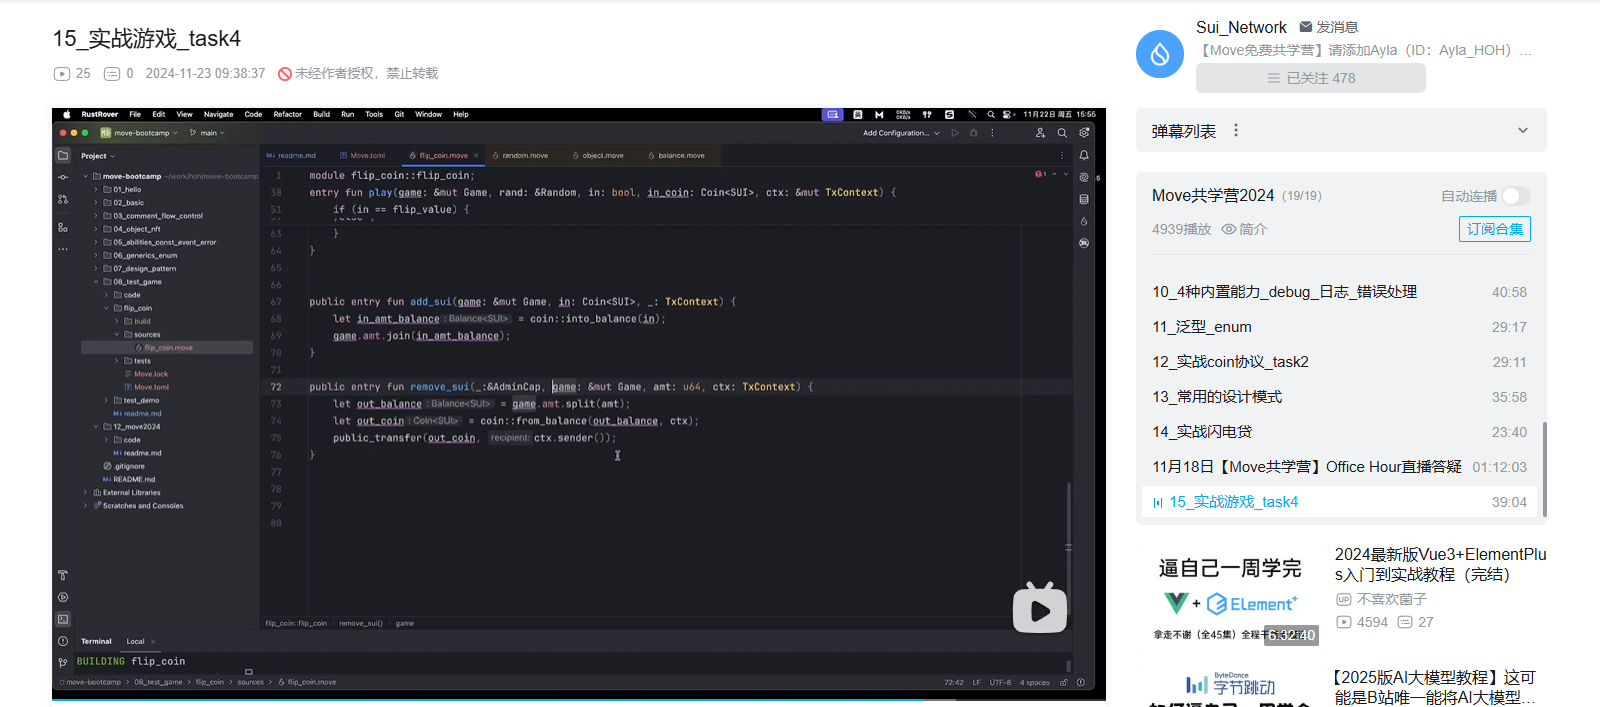 15_实战游戏_task4
25 0 2024-11-23 09:38:37 未经作者授权，禁止转载
RustRover File Edit View Navigate Code Refactor Build Run Tools Git Window Help
11月22日 周五 15:55
move-bootcamp main
Add Configuration...
Project
readme.md Move.toml flip_coin.move random.move object.move balance.move
move-bootcamp ~/work/hoh/move-bootcamp
01_hello
02_basic
03_comment_flow_control
04_object_nft
05_abilities_const_event_error
06_generics_enum
07_design_pattern
08_test_game
code
flip_coin
build
sources
flip_coin.move
tests
Move.lock
Move.toml
test_demo
readme.md
12_move2024
code
readme.md
.gitignore
README.md
External Libraries
Scratches and Consoles
1 module flip_coin::flip_coin;
38 entry fun play(game: &mut Game, rand: &Random, in: bool, in_coin: Coin<SUI>, ctx: &mut TxContext) {
51 if (in == flip_value) {
63 }
64 }
65
66
67 public entry fun add_sui(game: &mut Game, in: Coin<SUI>, _: TxContext) {
68 let in_amt_balance : Balance<SUI> = coin::into_balance(in);
69 game.amt.join(in_amt_balance);
70 }
71
72 public entry fun remove_sui(_:&AdminCap, game: &mut Game, amt: u64, ctx: TxContext) {
73 let out_balance : Balance<SUI> = game.amt.split(amt);
74 let out_coin : Coin<SUI> = coin::from_balance(out_balance, ctx);
75 public_transfer(out_coin, recipient: ctx.sender());
76 }
77
78
79
80
1
flip_coin::flip_coin remove_sui() game
Terminal Local
BUILDING flip_coin
move-bootcamp 08_test_game flip_coin sources flip_coin.move
72:42 LF UTF-8 4 spaces
Sui_Network 发消息
【Move免费共学营】请添加Ayla（ID：Ayla_HOH）...
已关注 478
弹幕列表
Move共学营2024 (19/19) 自动连播
4939播放 简介 订阅合集
10_4种内置能力_debug_日志_错误处理 40:58
11_泛型_enum 29:17
12_实战coin协议_task2 29:11
13_常用的设计模式 35:58
14_实战闪电贷 23:40
11月18日【Move共学营】Office Hour直播答疑 01:12:03
15_实战游戏_task4 39:04
逼自己一周学完
+ ELement+
拿走不谢（全45集）全程干
6:32:40
2024最新版Vue3+ElementPlu
s入门到实战教程（完结）
UP 不喜欢菌子
4594 27
ByteDance
字节跳动
【2025版AI大模型教程】这可
能是B站唯一能将AI大模型...